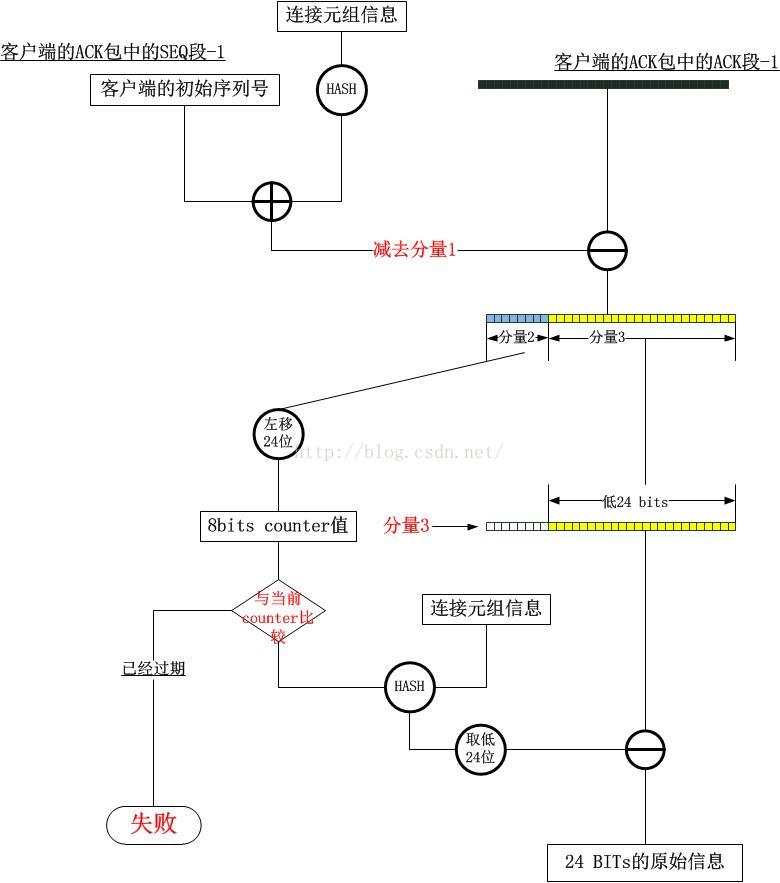 连接元组信息
客户端的ACK包中的SEQ段-1
客户端的ACK包中的ACK段-1
客户端的初始序列号
HASH
减去分量1
分量2
分量3
左移
24位
http://blog.csdn.net/
低24 bits
8bits counter值
分量3
与当前
counter比
较
连接元组信息
已经过期
HASH
取低
24位
失败
24 BITs的原始信息